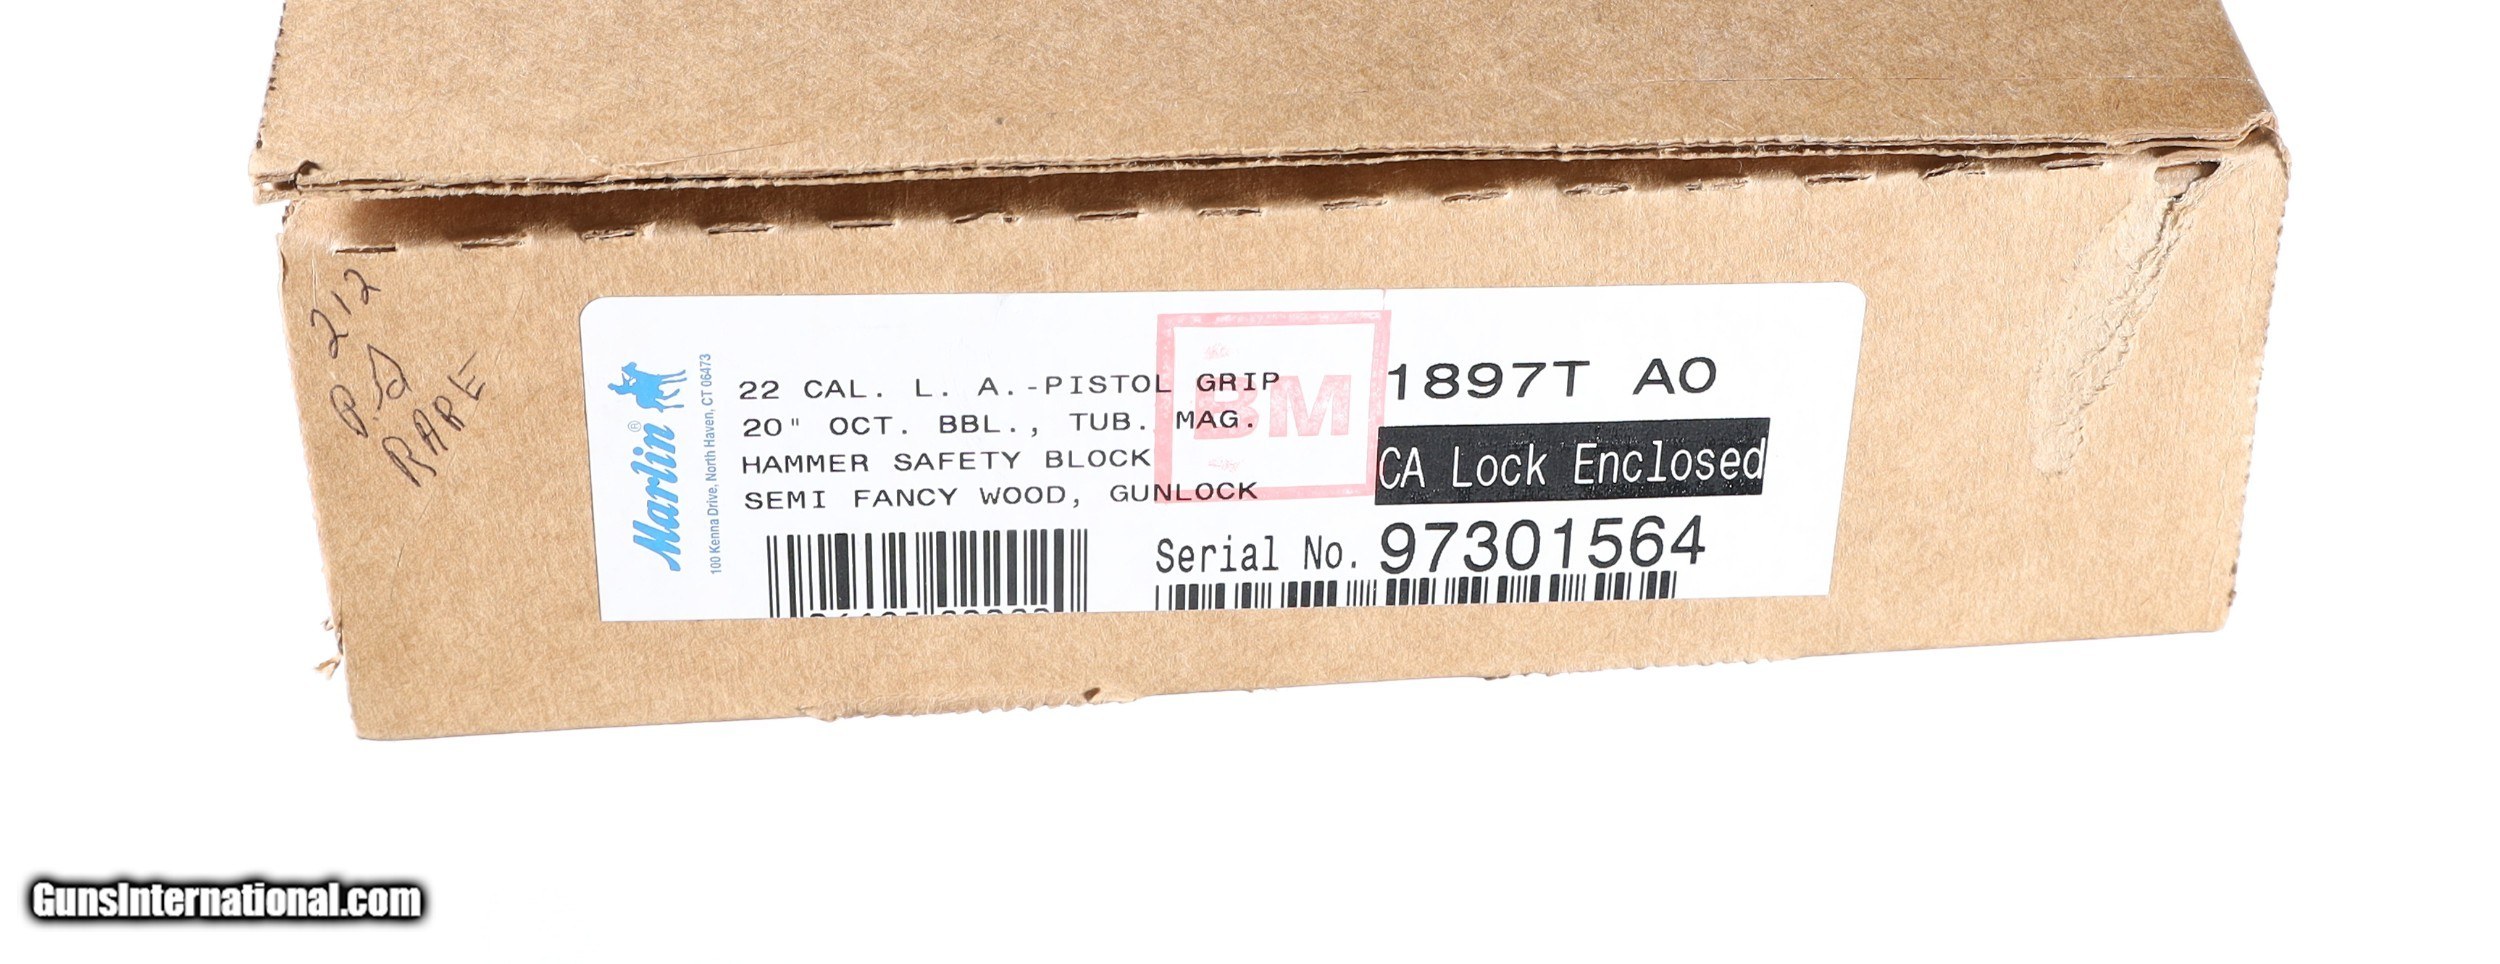 212
RARE
Marlin®
100 Kenna Drive, North Haven, CT 06473
22 CAL. L. A.-PISTOL GRIP
20" OCT. BBL., TUB. MAG.
HAMMER SAFETY BLOCK
SEMI FANCY WOOD, GUNLOCK
BM
1897T AO
CA Lock Enclosed
Serial No. 97301564
GunsInternational.com